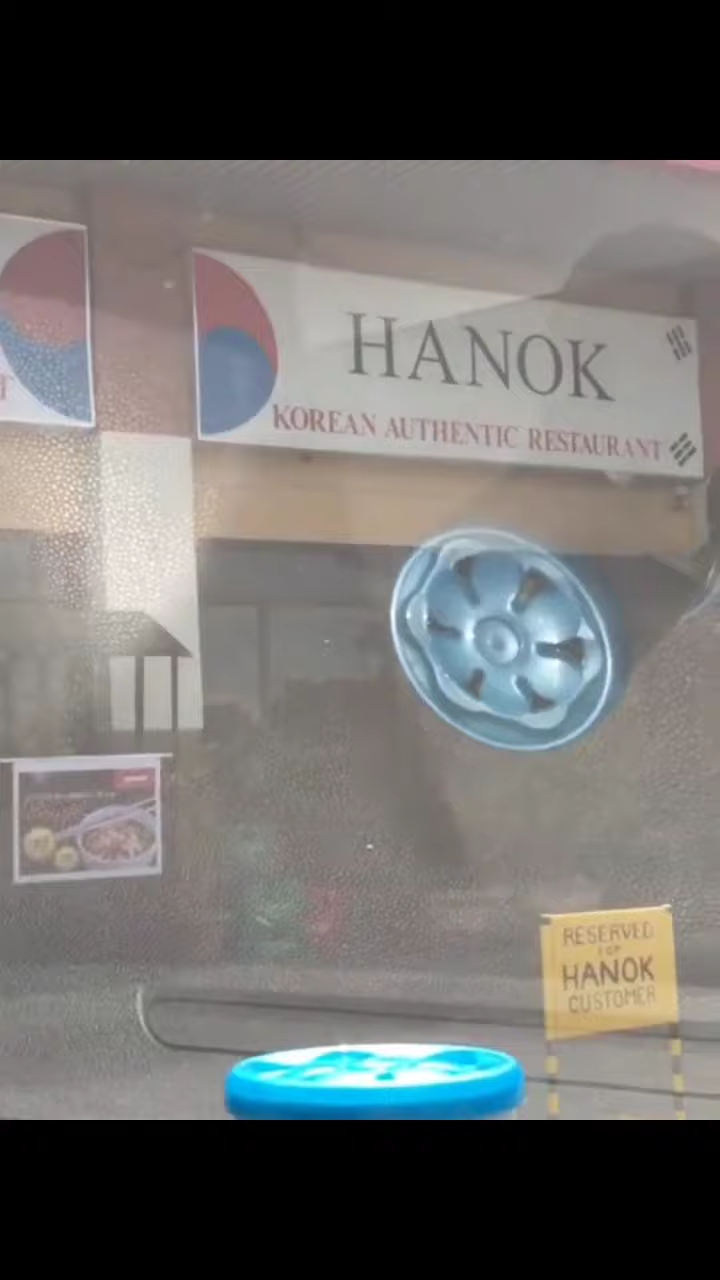 HANOK
KOREAN AUTHENTIC RESTAURANT
T
RESERVED
FOR
HANOK
CUSTOMER